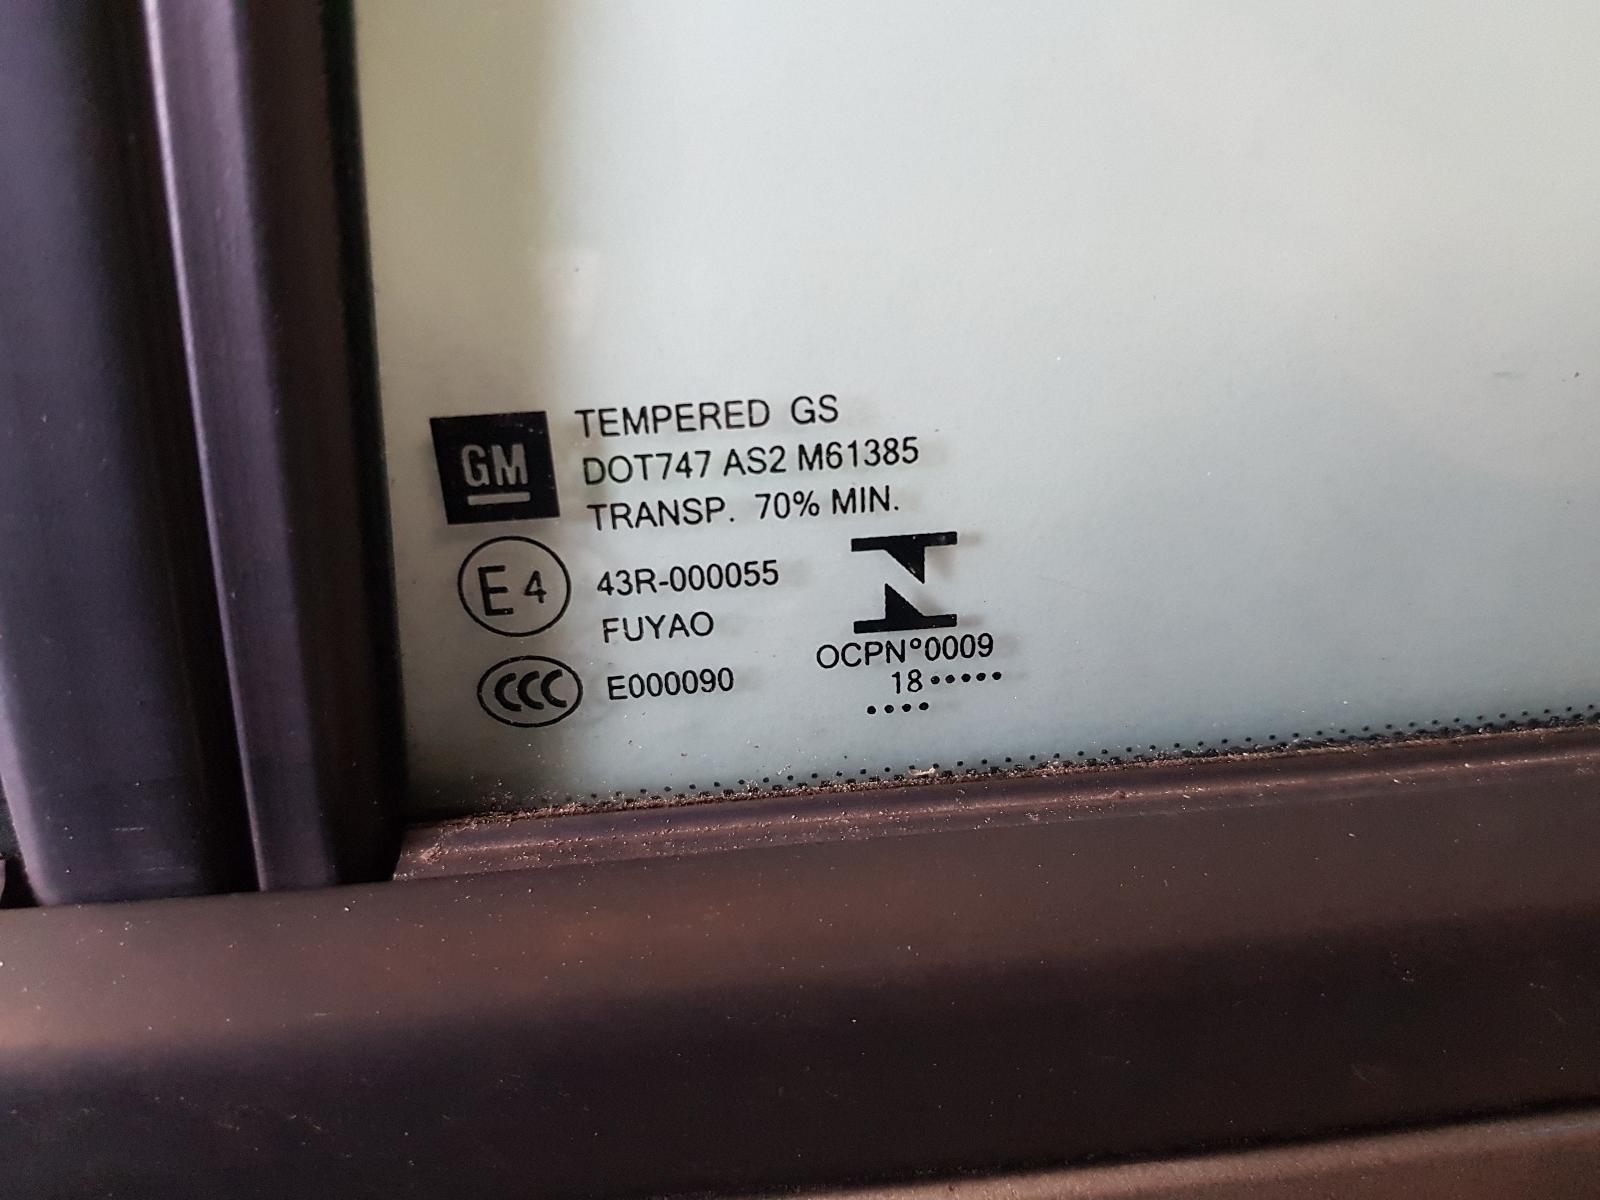 GM
TEMPERED GS
DOT747 AS2 M61385
TRANSP. 70% MIN.
E4
43R-000055
FUYAO
CCC
E000090
OCPN°0009
18•••••
••••